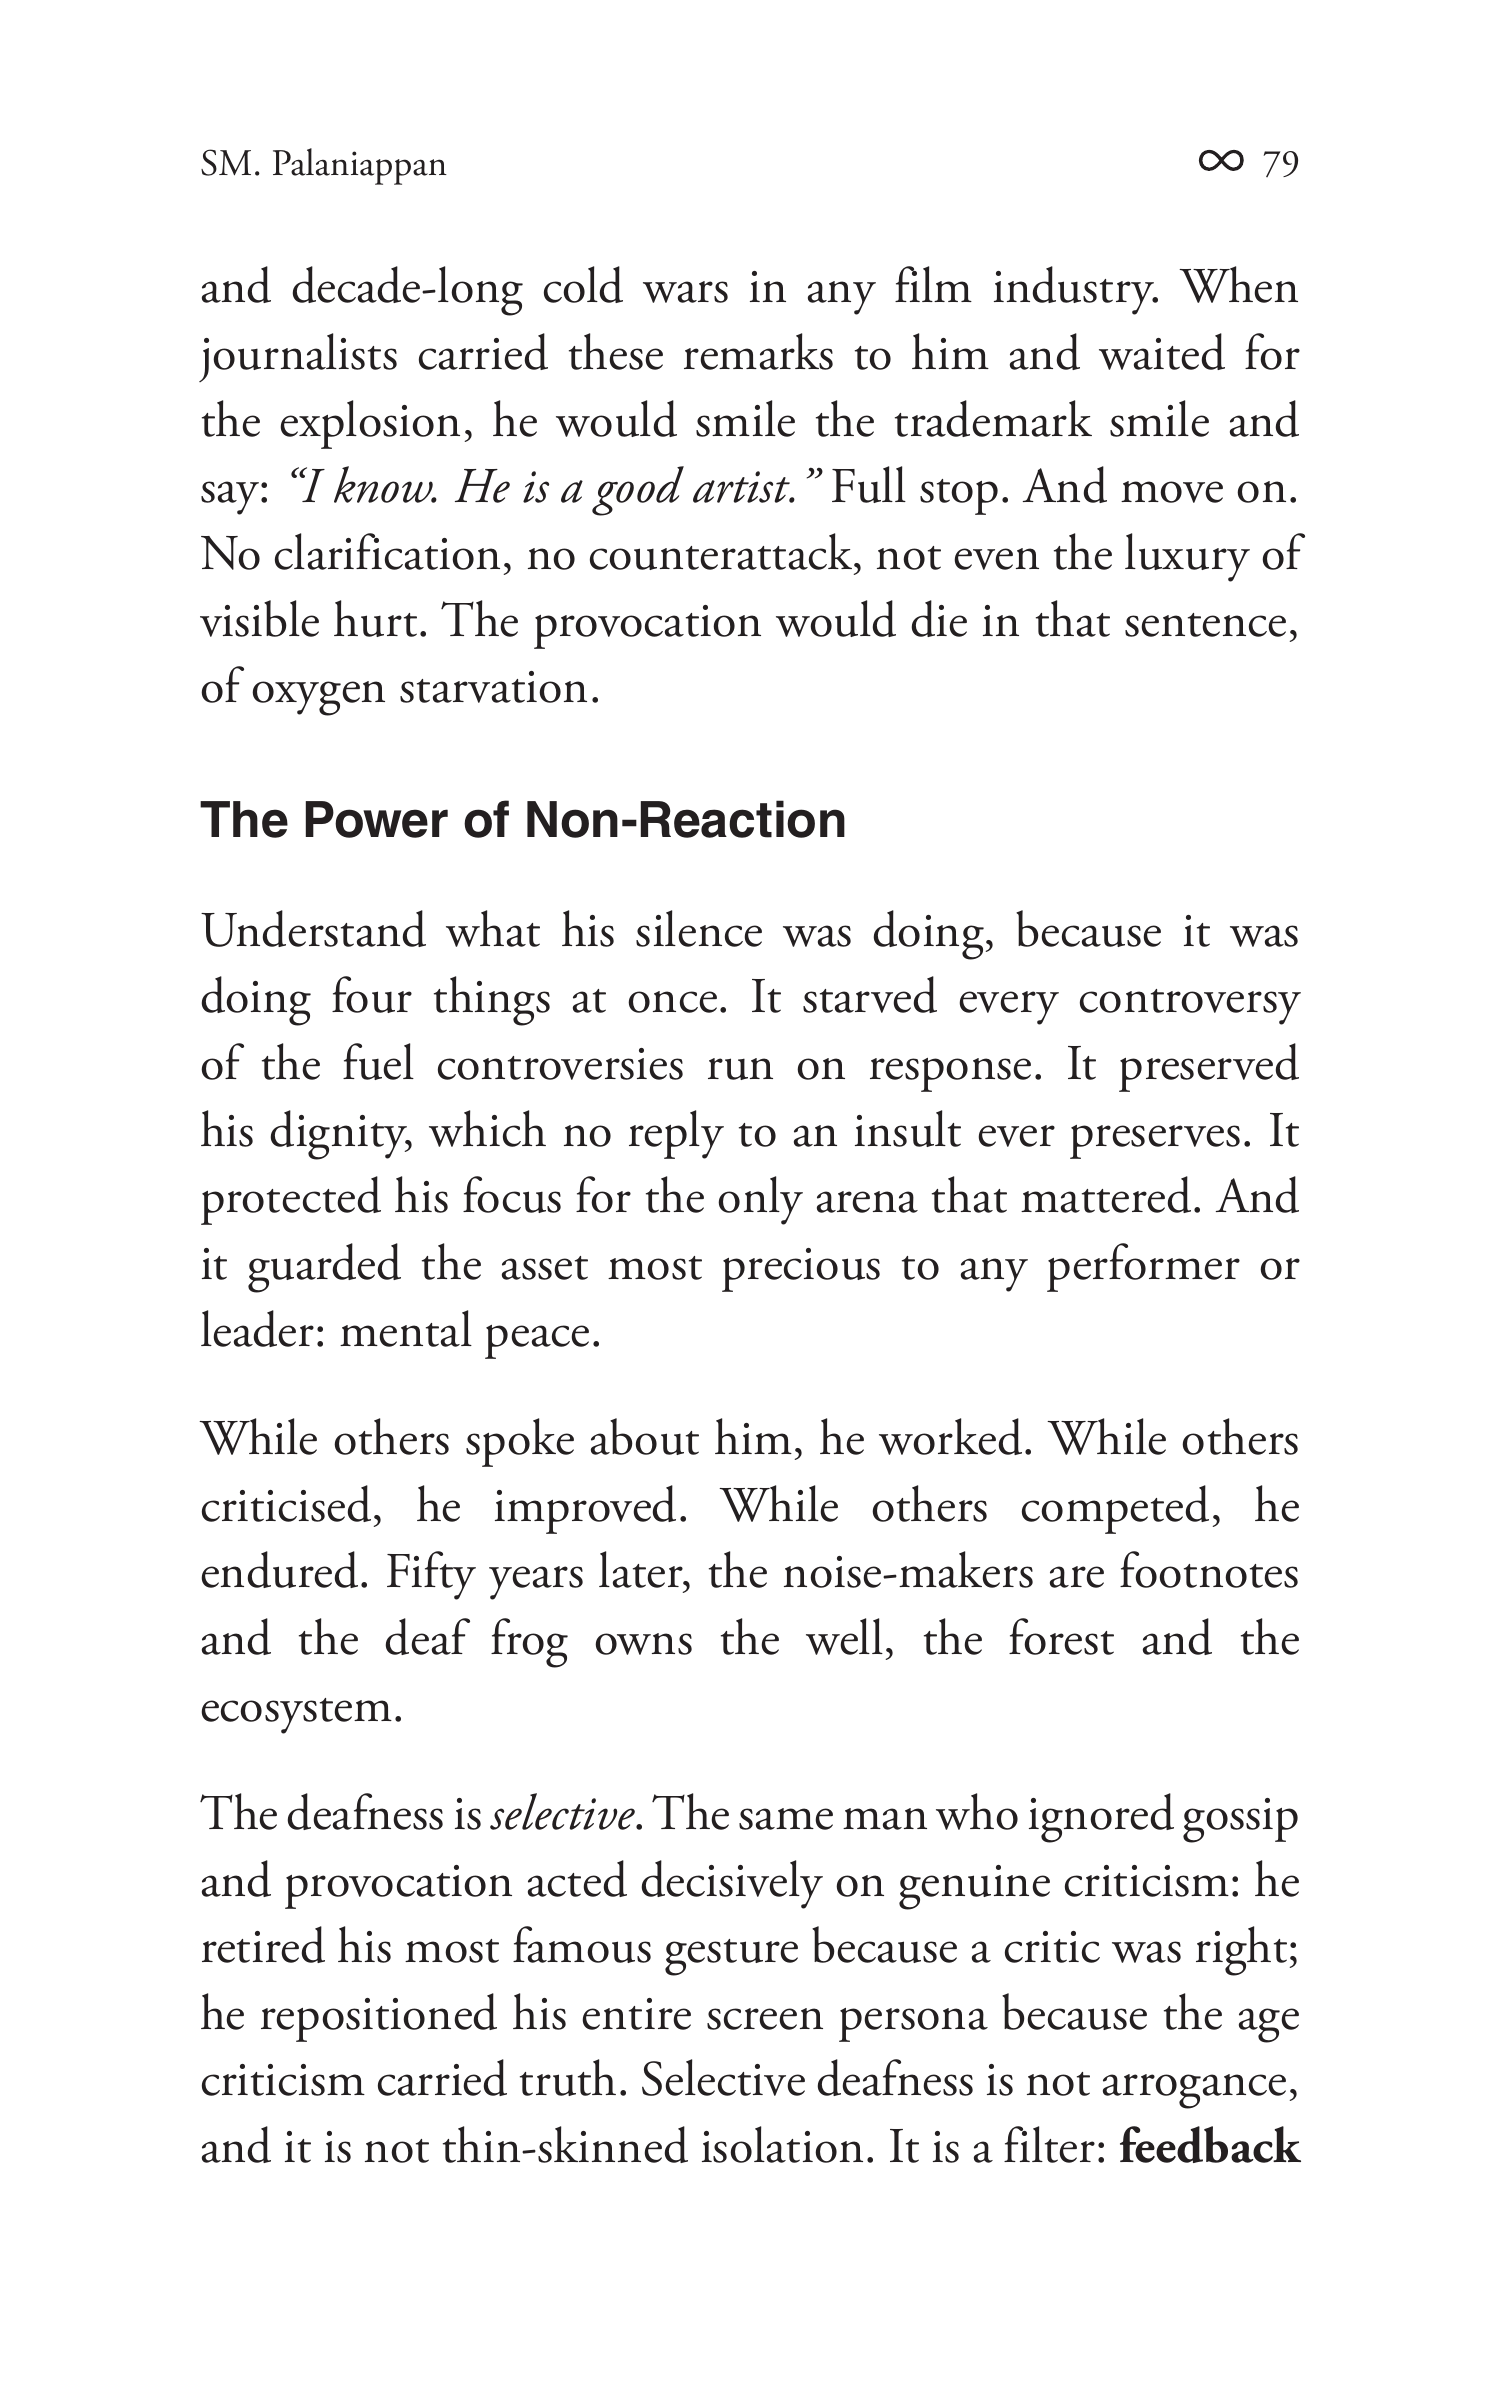 SM. Palaniappan ∞ 79
and decade-long cold wars in any film industry. When
journalists carried these remarks to him and waited for
the explosion, he would smile the trademark smile and
say: “I know. He is a good artist.” Full stop. And move on.
No clarification, no counterattack, not even the luxury of
visible hurt. The provocation would die in that sentence,
of oxygen starvation.
The Power of Non-Reaction
Understand what his silence was doing, because it was
doing four things at once. It starved every controversy
of the fuel controversies run on response. It preserved
his dignity, which no reply to an insult ever preserves. It
protected his focus for the only arena that mattered. And
it guarded the asset most precious to any performer or
leader: mental peace.
While others spoke about him, he worked. While others
criticised, he improved. While others competed, he
endured. Fifty years later, the noise-makers are footnotes
and the deaf frog owns the well, the forest and the
ecosystem.
The deafness is selective. The same man who ignored gossip
and provocation acted decisively on genuine criticism: he
retired his most famous gesture because a critic was right;
he repositioned his entire screen persona because the age
criticism carried truth. Selective deafness is not arrogance,
and it is not thin-skinned isolation. It is a filter: feedback